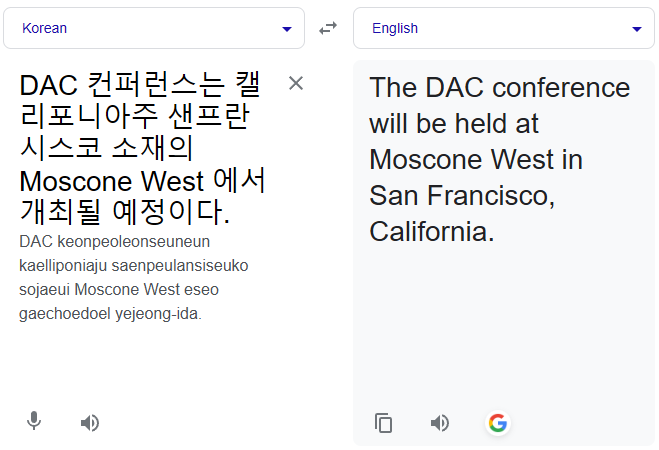 Korean
English
DAC 컨퍼런스는 캘
리포니아주 샌프란
시스코 소재의
Moscone West 에서
개최될 예정이다.
DAC keonpeoleonseuneun
kaelliponiaju saenpeulansiseuko
sojaeui Moscone West eseo
gaechoedoel yejeong-ida.
The DAC conference
will be held at
Moscone West in
San Francisco,
California.